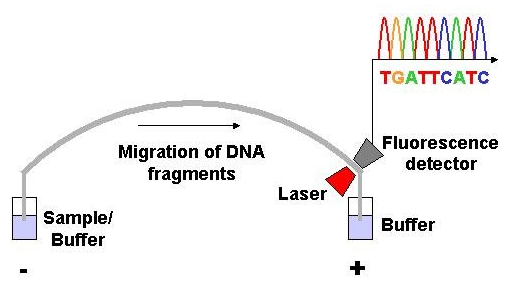 TGATTCATC
Migration of DNA
fragments
Fluorescence
detector
Laser
Sample/
Buffer
Buffer
-
+